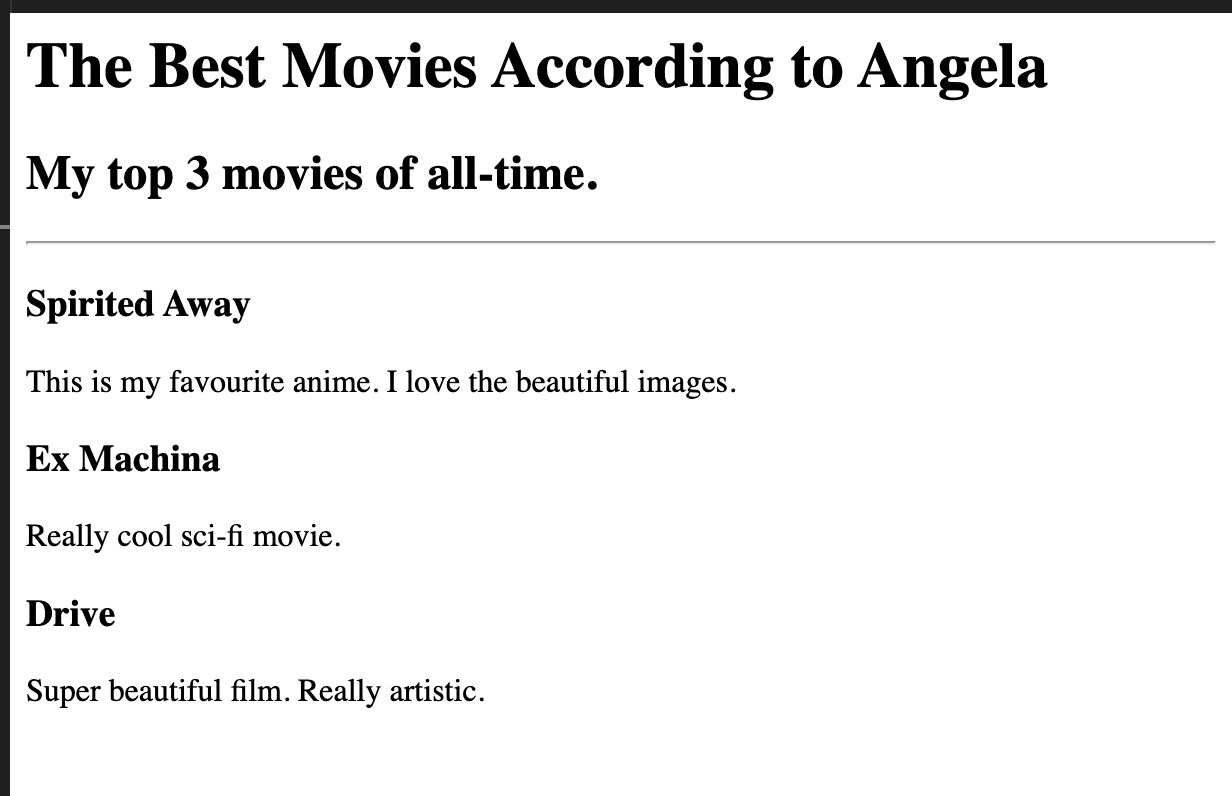 The Best Movies According to Angela
My top 3 movies of all-time.
Spirited Away
This is my favourite anime. I love the beautiful images.
Ex Machina
Really cool sci-fi movie.
Drive
Super beautiful film. Really artistic.